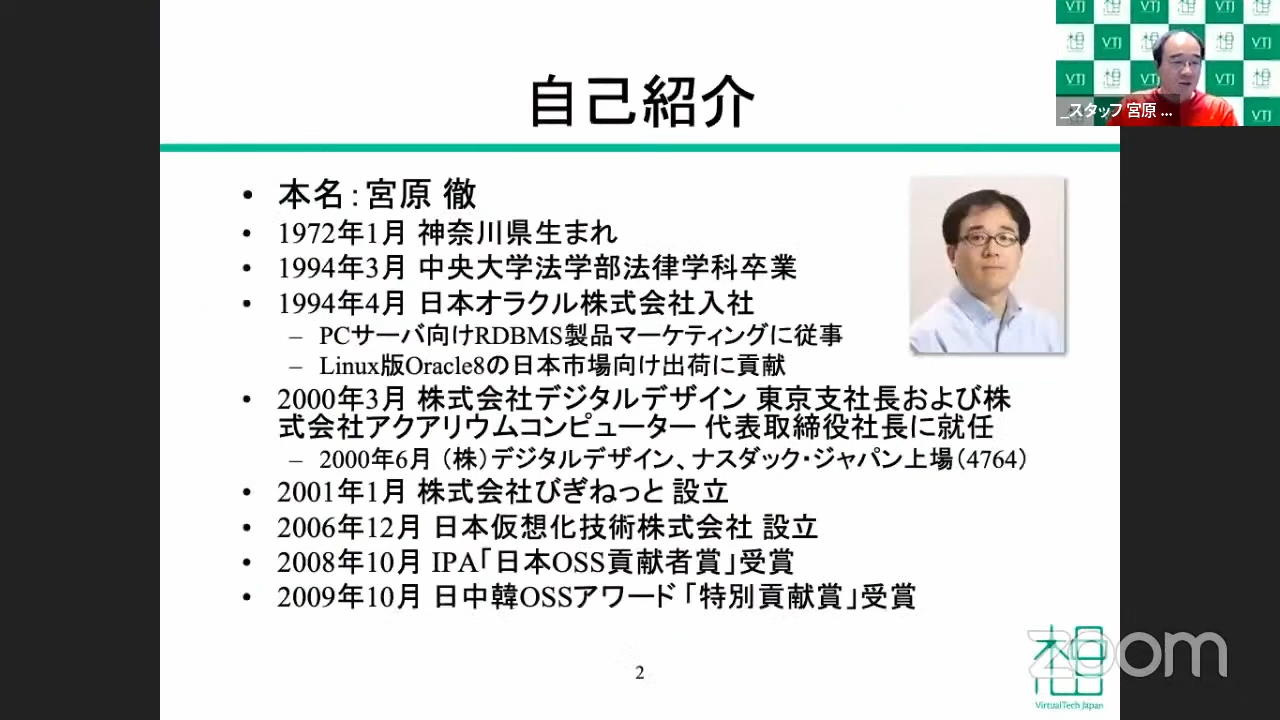 自己紹介
• 本名：宮原 徹
• 1972年1月 神奈川県生まれ
• 1994年3月 中央大学法学部法律学科卒業
• 1994年4月 日本オラクル株式会社入社
– PCサーバ向けRDBMS製品マーケティングに従事
– Linux版Oracle8の日本市場向け出荷に貢献
• 2000年3月 株式会社デジタルデザイン 東京支社長および株
式会社アクアリウムコンピューター 代表取締役社長に就任
– 2000年6月 （株）デジタルデザイン、ナスダック・ジャパン上場（4764）
• 2001年1月 株式会社びぎねっと 設立
• 2006年12月 日本仮想化技術株式会社 設立
• 2008年10月 IPA「日本OSS貢献者賞」受賞
• 2009年10月 日中韓OSSアワード 「特別貢献賞」受賞
2
想
VirtualTech Japan
zoom
VTJ 想 VTJ
_スタッフ 宮原 ...